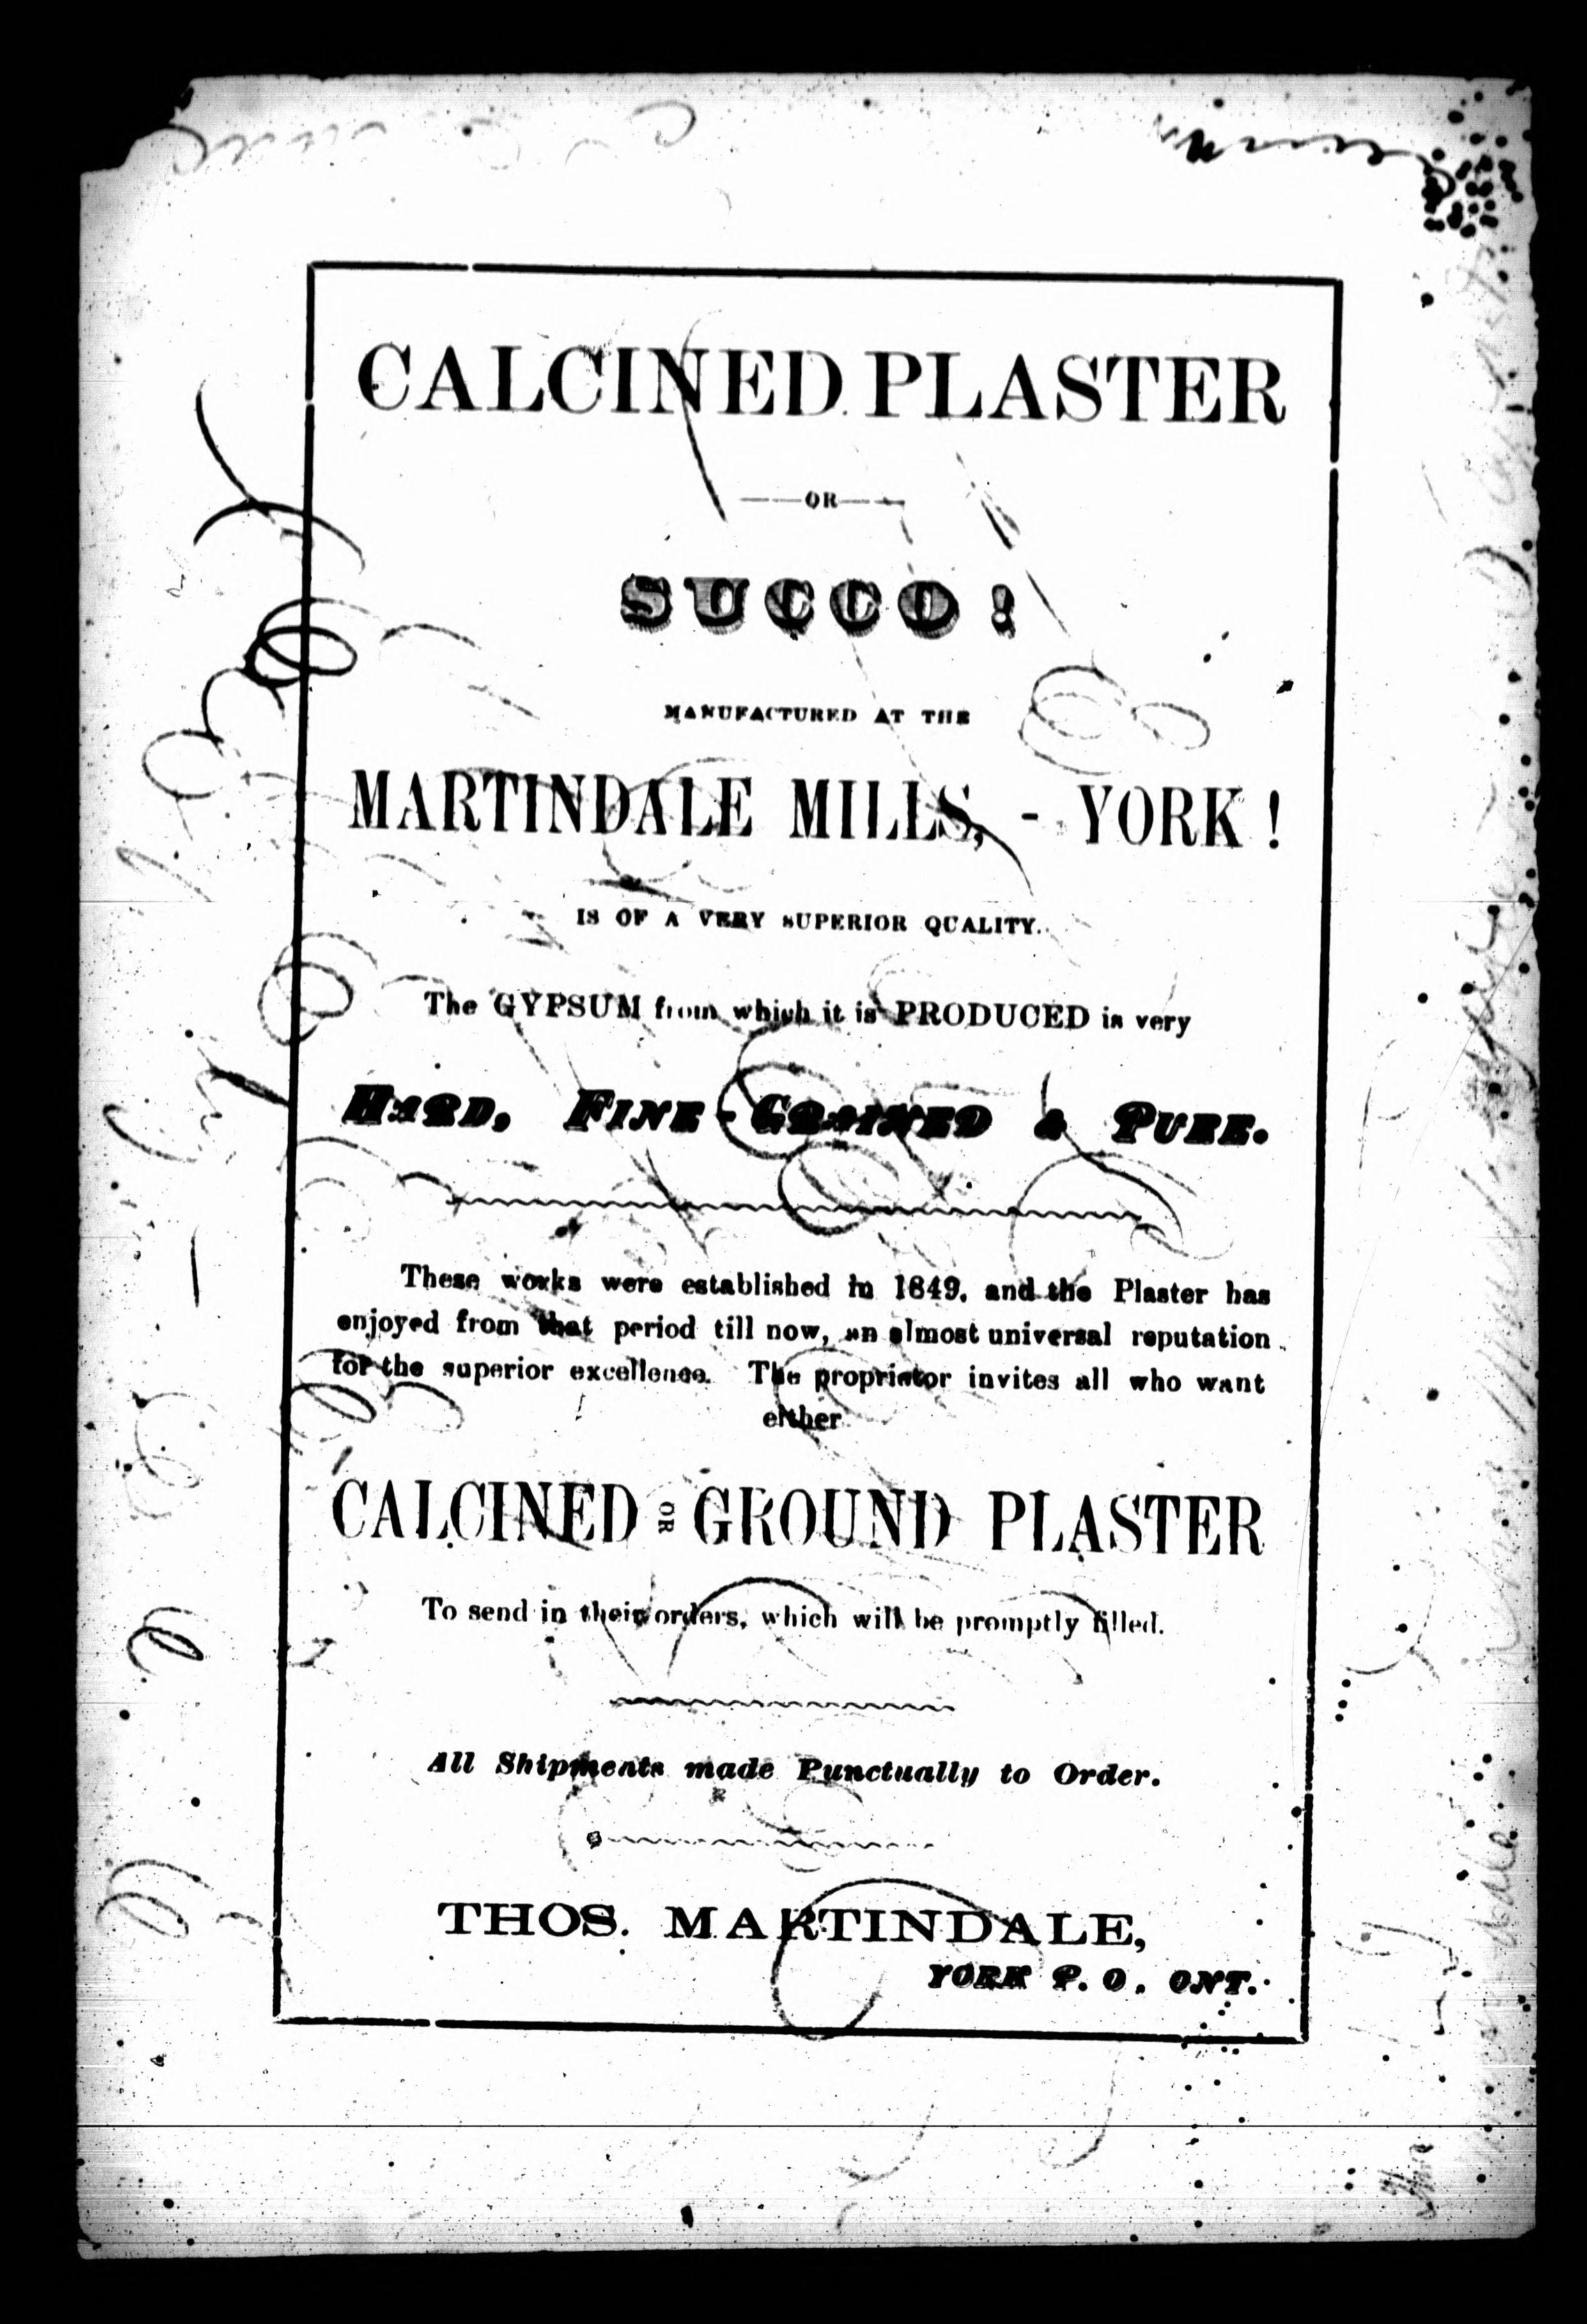 CALCINED PLASTER
—OR—
SUCCO!
MANUFACTURED AT THE
MARTINDALE MILLS, - YORK!
IS OF A VERY SUPERIOR QUALITY.
The GYPSUM from which it is PRODUCED is very
HARD, FINE-GRAINED & PURE.
These works were established in 1849, and the Plaster has
enjoyed from that period till now, an almost universal reputation
for the superior excellence. The proprietor invites all who want
either
CALCINED OR GROUND PLASTER
To send in their orders, which will be promptly filled.
All Shipments made Punctually to Order.
THOS. MARTINDALE,
YORK P. O. ONT.